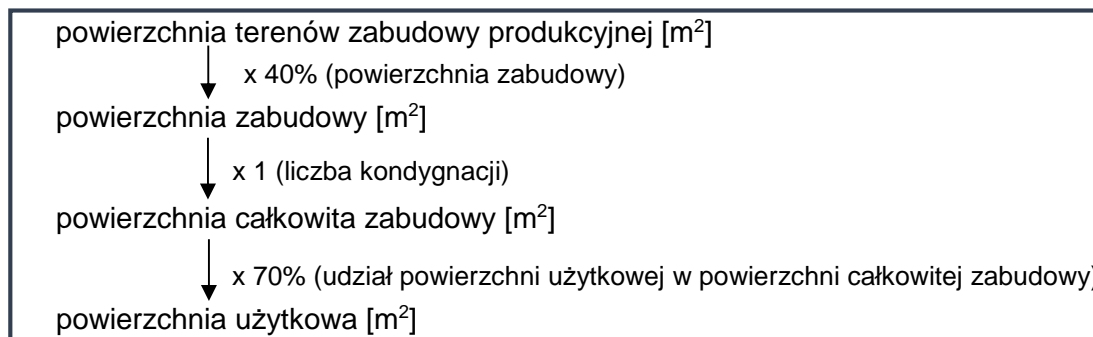 powierzchnia terenów zabudowy produkcyjnej [m²]
x 40% (powierzchnia zabudowy)
powierzchnia zabudowy [m²]
x 1 (liczba kondygnacji)
powierzchnia całkowita zabudowy [m²]
x 70% (udział powierzchni użytkowej w powierzchni całkowitej zabudowy)
powierzchnia użytkowa [m²]